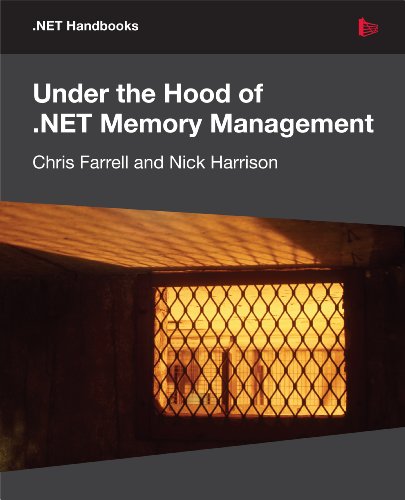 .NET Handbooks
Under the Hood of
.NET Memory Management
Chris Farrell and Nick Harrison